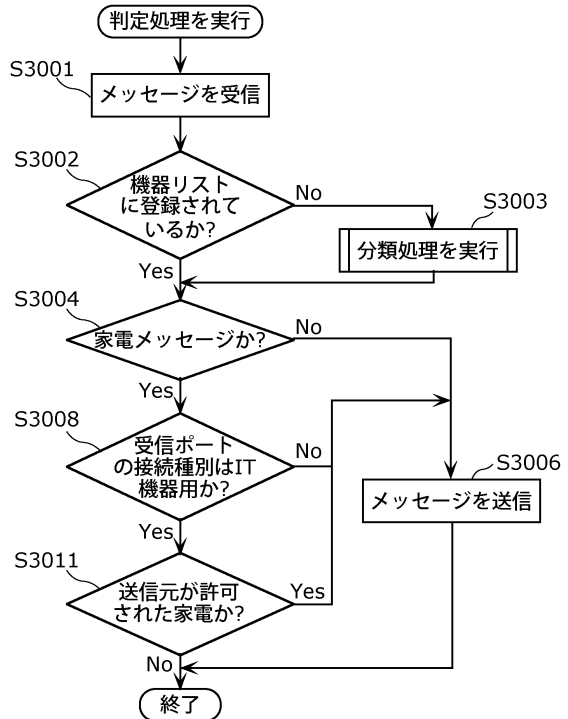 判定処理を実行
S3001
メッセージを受信
S3002
機器リスト
に登録されて
いるか?
No
S3003
分類処理を実行
Yes
S3004
家電メッセージか?
No
Yes
S3008
受信ポート
の接続種別はIT
機器用か?
No
S3006
メッセージを送信
Yes
S3011
送信元が許可
された家電か?
Yes
No
終了